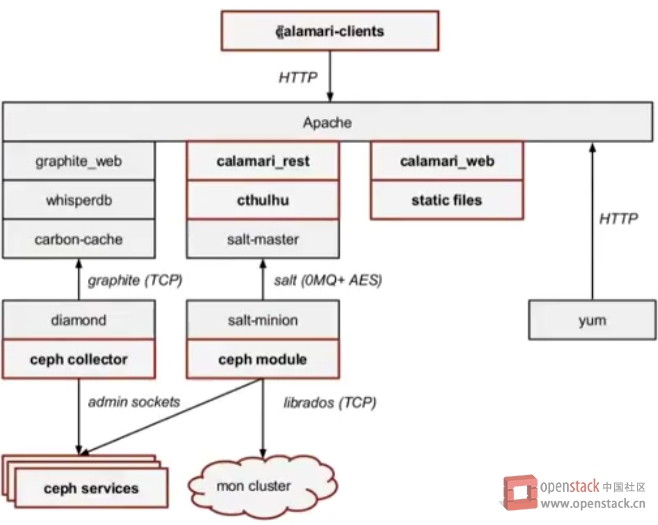 calamari-clients
HTTP
Apache
graphite_web
calamari_rest
calamari_web
whisperdb
cthulhu
static files
carbon-cache
salt-master
HTTP
graphite (TCP)
salt (0MQ+ AES)
diamond
salt-minion
yum
ceph collector
ceph module
admin sockets
librados (TCP)
ceph services
mon cluster
openstack 中国社区
www.openstack.cn